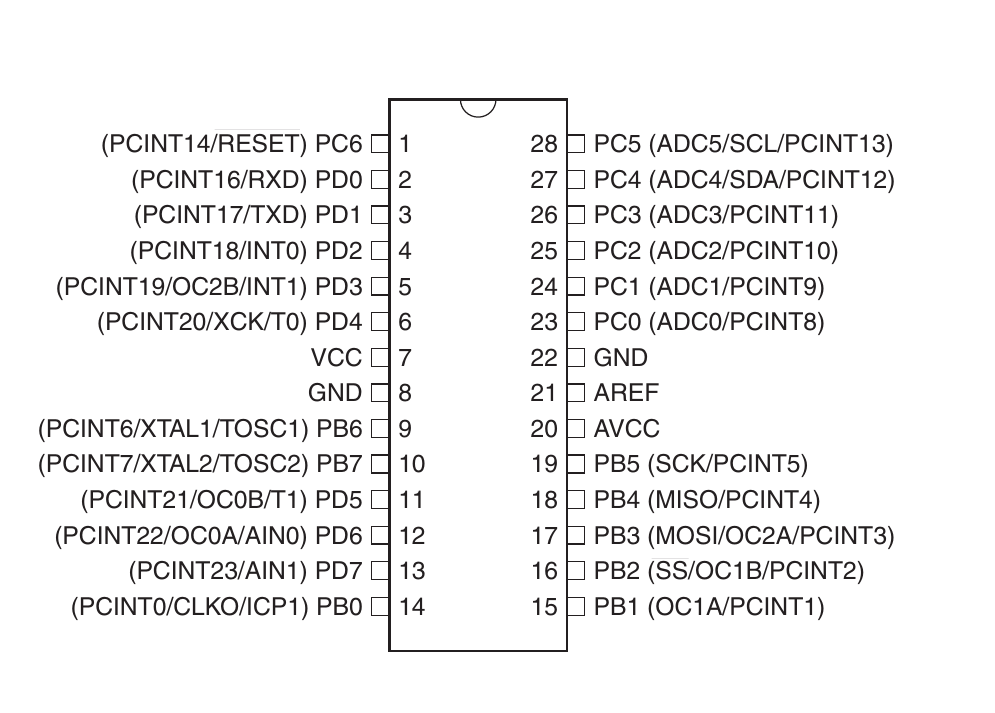 (PCINT14/RESET) PC6 1 28 PC5 (ADC5/SCL/PCINT13)
(PCINT16/RXD) PD0 2 27 PC4 (ADC4/SDA/PCINT12)
(PCINT17/TXD) PD1 3 26 PC3 (ADC3/PCINT11)
(PCINT18/INT0) PD2 4 25 PC2 (ADC2/PCINT10)
(PCINT19/OC2B/INT1) PD3 5 24 PC1 (ADC1/PCINT9)
(PCINT20/XCK/T0) PD4 6 23 PC0 (ADC0/PCINT8)
VCC 7 22 GND
GND 8 21 AREF
(PCINT6/XTAL1/TOSC1) PB6 9 20 AVCC
(PCINT7/XTAL2/TOSC2) PB7 10 19 PB5 (SCK/PCINT5)
(PCINT21/OC0B/T1) PD5 11 18 PB4 (MISO/PCINT4)
(PCINT22/OC0A/AIN0) PD6 12 17 PB3 (MOSI/OC2A/PCINT3)
(PCINT23/AIN1) PD7 13 16 PB2 (SS/OC1B/PCINT2)
(PCINT0/CLKO/ICP1) PB0 14 15 PB1 (OC1A/PCINT1)